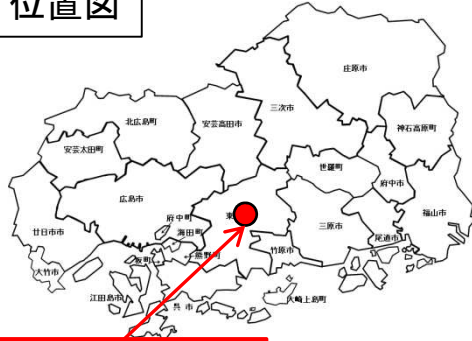 位置図
庄原市
三次市
北広島町
安芸高田市
神石高原町
安芸太田町
世羅町
府中市
広島市
府中町
東
福山市
廿日市市
海田町
三原市
尾道市
熊野町
竹原市
坂町
大竹市
江田島市
呉市
大崎上島町